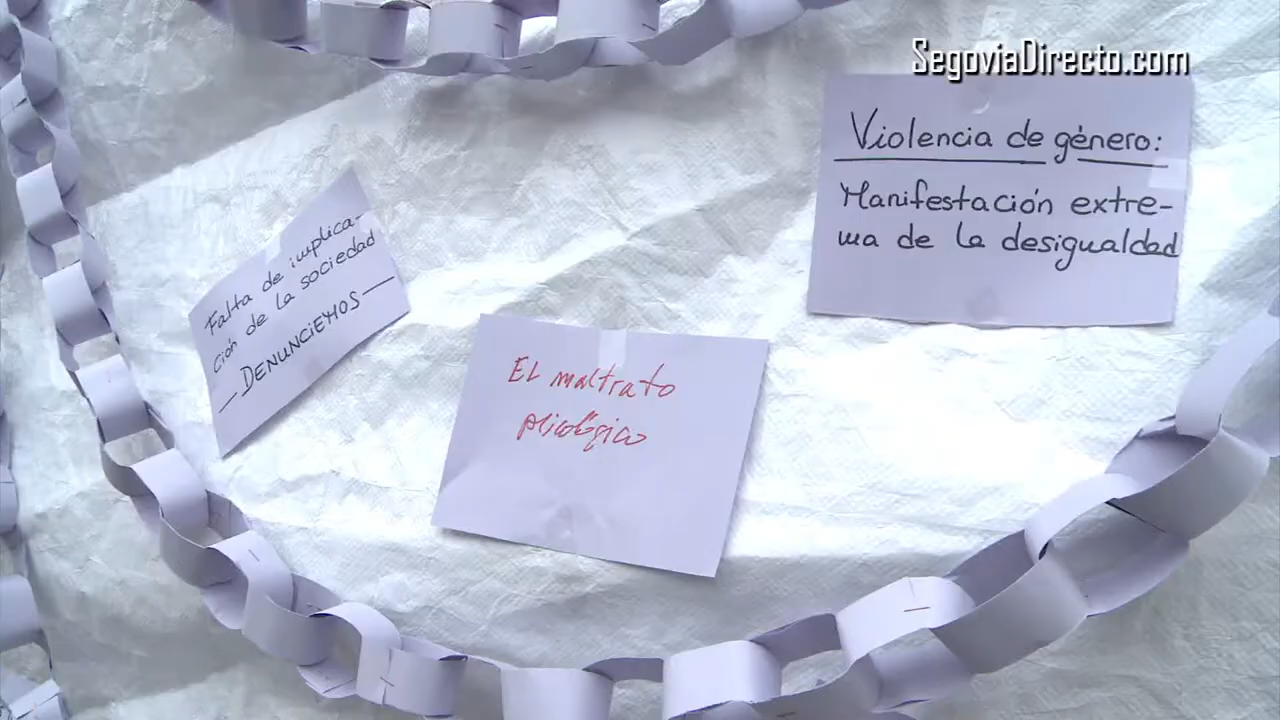 SegoviaDirecto.com
Violencia de género:
Manifestación extre-
ma de la desigualdad
Falta de implica-
ción de la sociedad
— DENUNCIEMOS —
El maltrato
psicológico